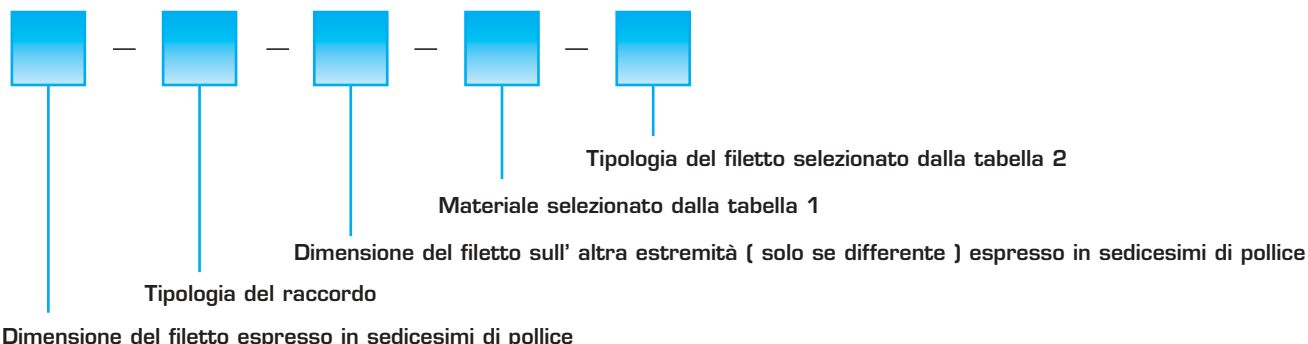 — — — —
Tipologia del filetto selezionato dalla tabella 2
Materiale selezionato dalla tabella 1
Dimensione del filetto sull' altra estremità ( solo se differente ) espresso in sedicesimi di pollice
Tipologia del raccordo
Dimensione del filetto espresso in sedicesimi di pollice